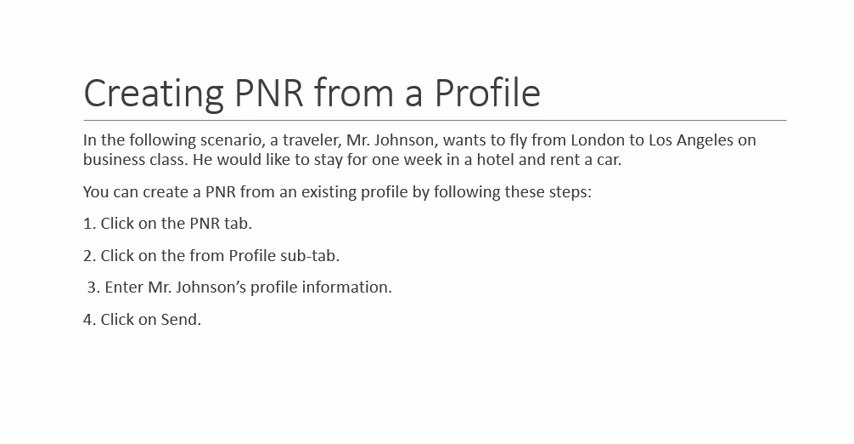 Creating PNR from a Profile
In the following scenario, a traveler, Mr. Johnson, wants to fly from London to Los Angeles on
business class. He would like to stay for one week in a hotel and rent a car.
You can create a PNR from an existing profile by following these steps:
1. Click on the PNR tab.
2. Click on the from Profile sub-tab.
3. Enter Mr. Johnson’s profile information.
4. Click on Send.